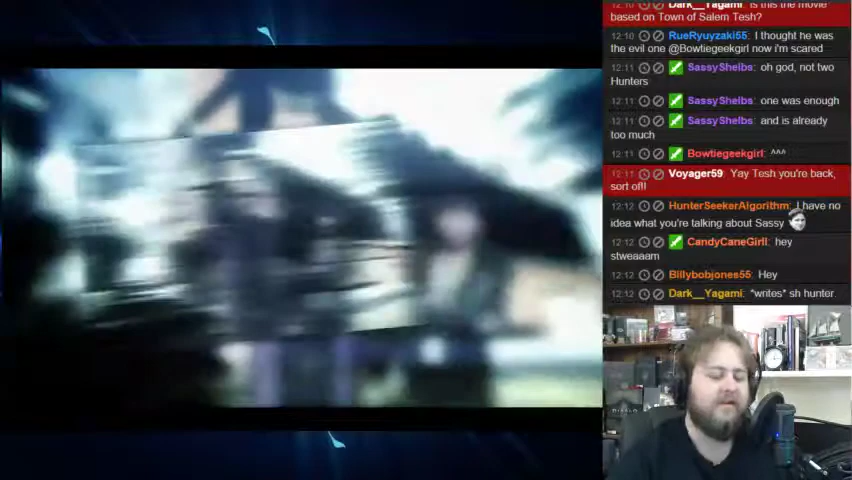 12:10 Dark__Yagami: Is this the movie
based on Town of Salem Tesh?
12:10 RueRyuyzaki55: I thought he was
the evil one @Bowtiegeekgirl now i'm scared
12:11 SassyShelbs: oh god, not two
Hunters
12:11 SassyShelbs: one was enough
12:11 SassyShelbs: and is already
too much
12:11 Bowtiegeekgirl: ^^^
12:11 Voyager59: Yay Tesh you're back,
sort of!!
12:12 HunterSeekerAlgorithm: I have no
idea what you're talking about Sassy
12:12 CandyCaneGirll: hey
stweaaam
12:12 Billybobjones55: Hey
12:12 Dark__Yagami: *writes* sh hunter
DIABLO